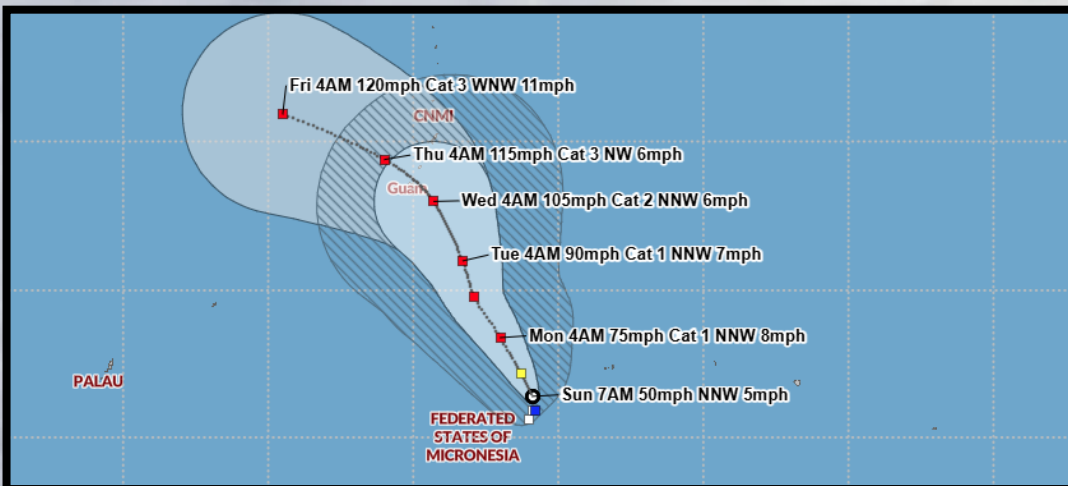 Fri 4AM 120mph Cat 3 WNW 11mph
CNMI
Thu 4AM 115mph Cat 3 NW 6mph
Guam
Wed 4AM 105mph Cat 2 NNW 6mph
Tue 4AM 90mph Cat 1 NNW 7mph
Mon 4AM 75mph Cat 1 NNW 8mph
PALAU
Sun 7AM 50mph NNW 5mph
FEDERATED
STATES OF
MICRONESIA